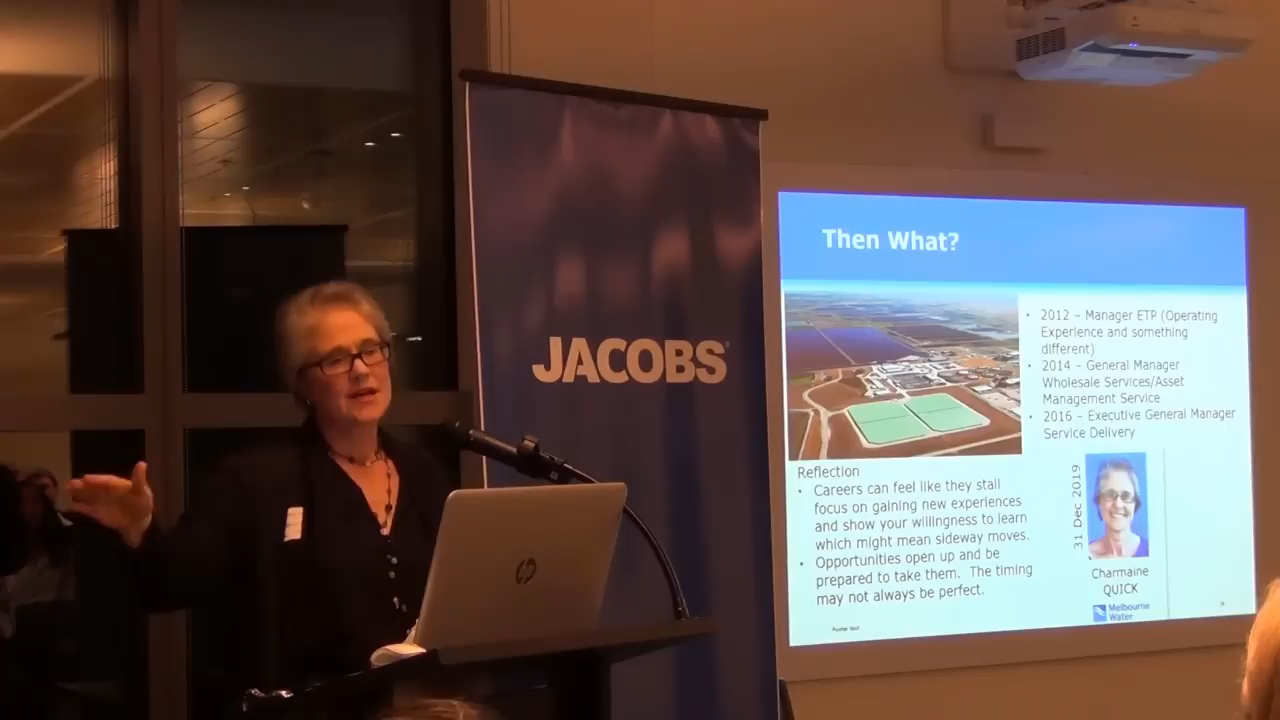 JACOBS
hp
Then What?
• 2012 – Manager ETP (Operating
Experience and something
different)
• 2014 – General Manager
Wholesale Services/Asset
Management Service
• 2016 – Executive General Manager
Service Delivery
Reflection
• Careers can feel like they stall
focus on gaining new experiences
and show your willingness to learn
which might mean sideway moves.
• Opportunities open up and be
prepared to take them. The timing
may not always be perfect.
31 Dec 2019
Charmaine
QUICK
Melbourne
Water